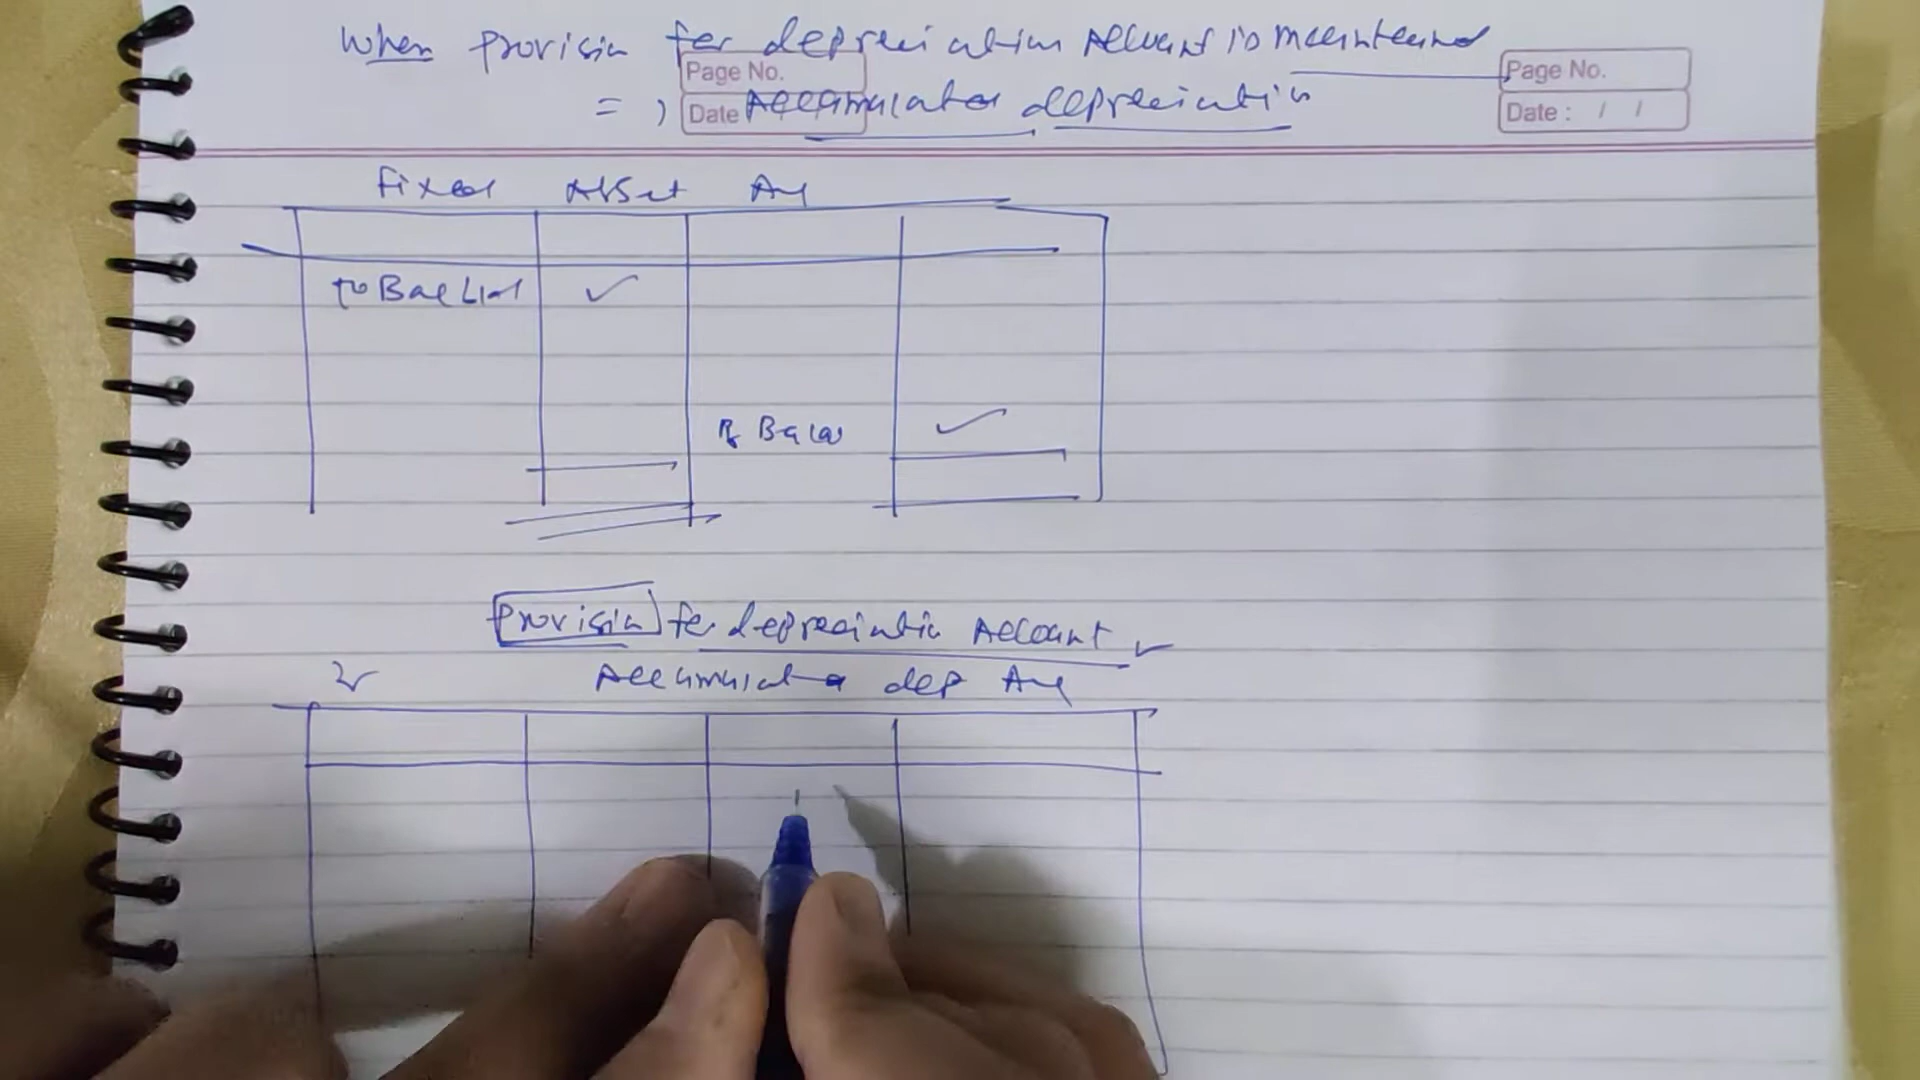 When provision for depreciation Account is maintained
Page No.
Page No.
=) Accumulated depreciation
Date
Date : / /
Fixed Asset A/c
to Bal b/d ✓
By Bal c/d ✓
Provision for depreciation Account ✓
Accumulated dep A/c